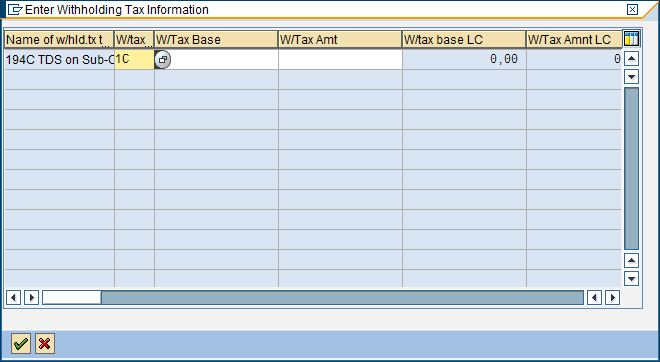 Enter Withholding Tax Information
Name of w/hld.tx t.. W/tax.. W/Tax Base W/Tax Amt W/tax base LC W/Tax Amnt LC
194C TDS on Sub-C 1C 0,00 0